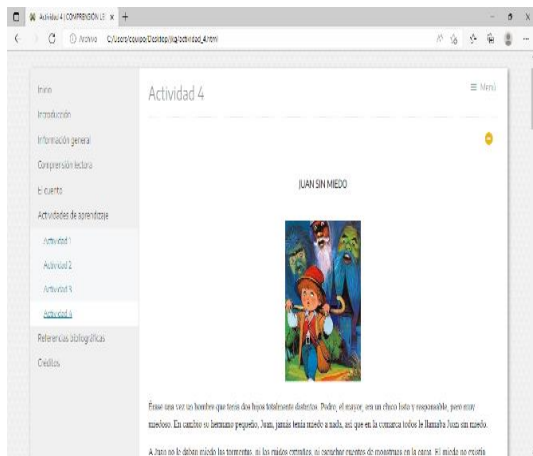 Actividad 4 | COMPRENSIÓN LE
Archivo C:/Users/equipo/Desktop/jkg/actividad_4.html
Inicio
Introducción
Información general
Comprensión lectora
El cuento
Actividades de aprendizaje
Actividad 1
Actividad 2
Actividad 3
Actividad 4
Referencias bibliográficas
Créditos
Actividad 4
Menú
JUAN SIN MIEDO
Érase una vez un hombre que tenía dos hijos totalmente distintos. Pedro, el mayor, era un chico listo y responsable, pero muy
miedoso. En cambio su hermano pequeño, Juan, jamás tenía miedo a nada, así que en la comarca todos le llamaba Juan sin miedo.
A Juan no le daban miedo las tormentas, ni los ruidos extraños, ni escuchar cuentos de monstruos en la cama. El miedo no existía